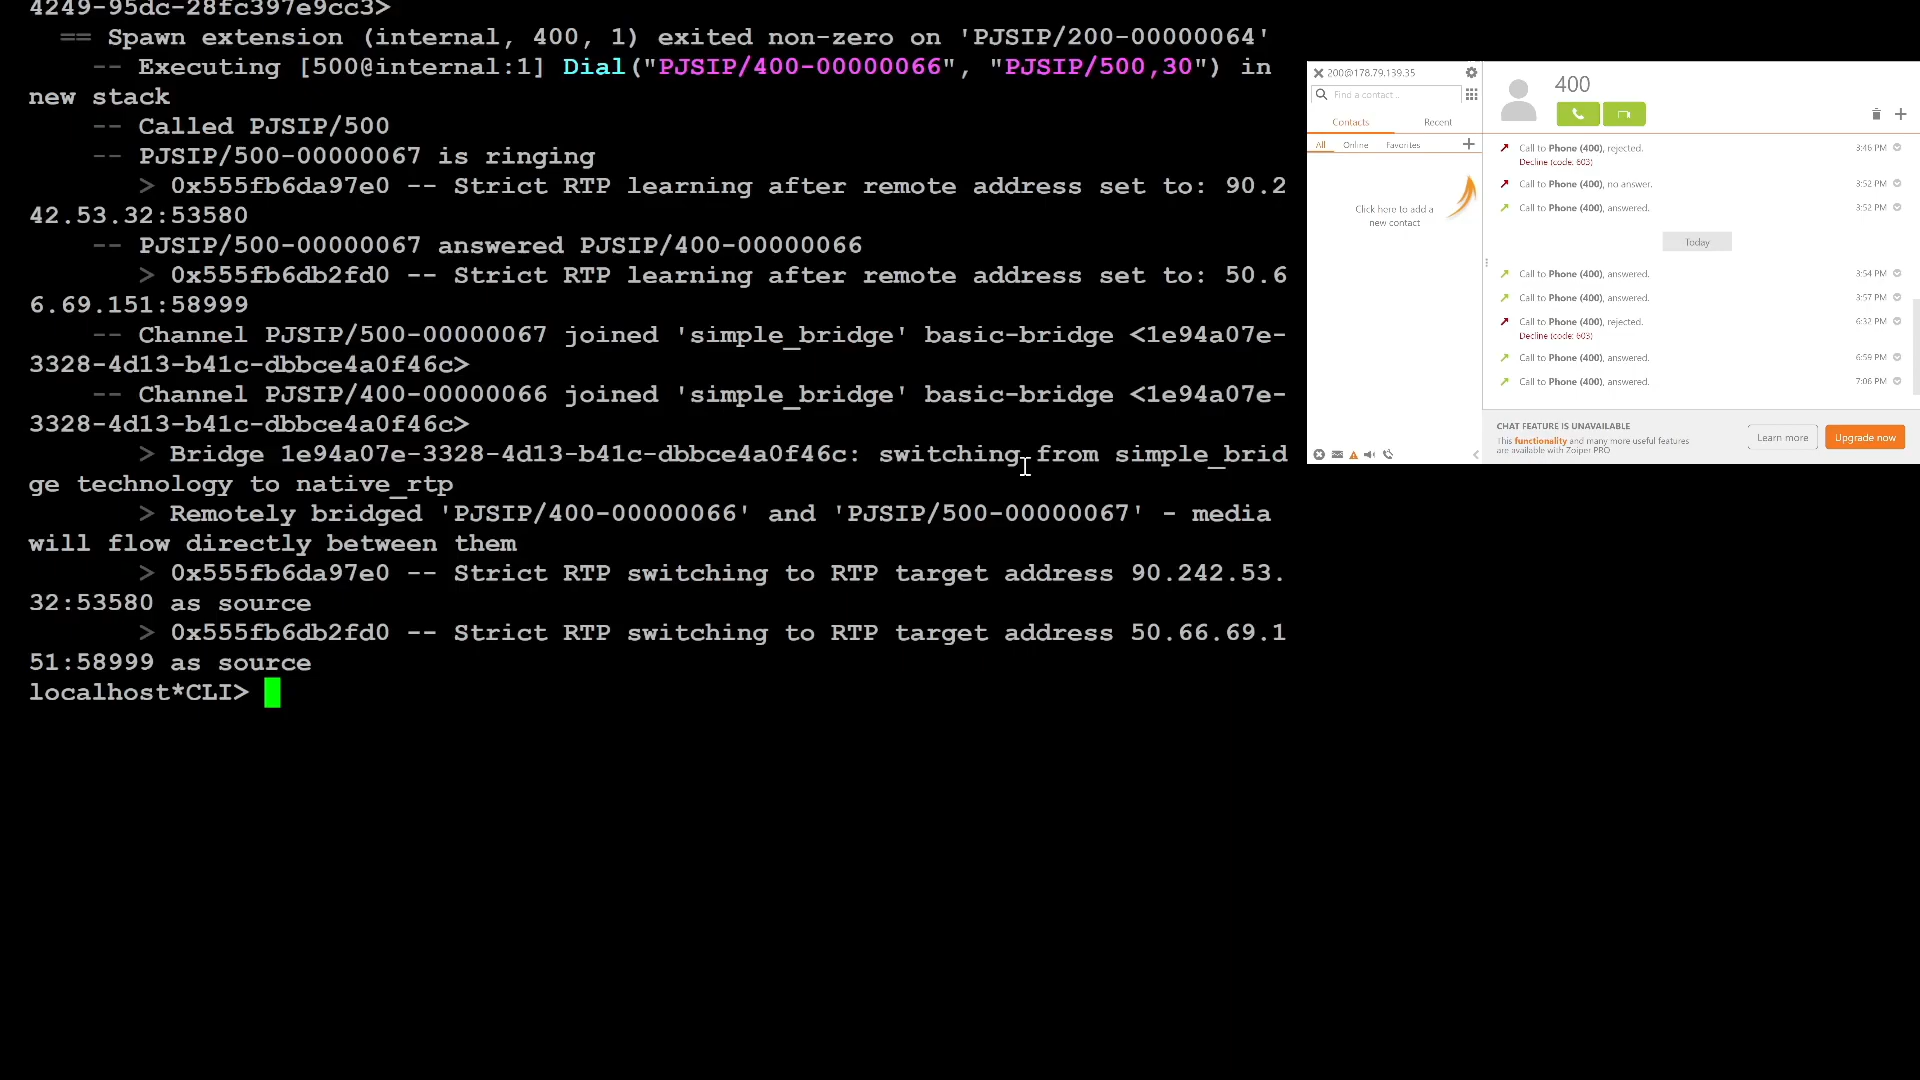 4249-95dc-28fc397e9cc3>
== Spawn extension (internal, 400, 1) exited non-zero on 'PJSIP/200-00000064'
-- Executing [500@internal:1] Dial("PJSIP/400-00000066", "PJSIP/500,30") in
new stack
-- Called PJSIP/500
-- PJSIP/500-00000067 is ringing
> 0x555fb6da97e0 -- Strict RTP learning after remote address set to: 90.2
42.53.32:53580
-- PJSIP/500-00000067 answered PJSIP/400-00000066
> 0x555fb6db2fd0 -- Strict RTP learning after remote address set to: 50.6
6.69.151:58999
-- Channel PJSIP/500-00000067 joined 'simple_bridge' basic-bridge <1e94a07e-
3328-4d13-b41c-dbbce4a0f46c>
-- Channel PJSIP/400-00000066 joined 'simple_bridge' basic-bridge <1e94a07e-
3328-4d13-b41c-dbbce4a0f46c>
> Bridge 1e94a07e-3328-4d13-b41c-dbbce4a0f46c: switching from simple_brid
ge technology to native_rtp
> Remotely bridged 'PJSIP/400-00000066' and 'PJSIP/500-00000067' - media
will flow directly between them
> 0x555fb6da97e0 -- Strict RTP switching to RTP target address 90.242.53.
32:53580 as source
> 0x555fb6db2fd0 -- Strict RTP switching to RTP target address 50.66.69.1
51:58999 as source
localhost*CLI>
200@178.79.139.35
Find a contact...
Contacts Recent
All Online Favorites
Click here to add a
new contact
400
Call to Phone (400), rejected. 3:46 PM
Decline (code: 603)
Call to Phone (400), no answer. 3:52 PM
Call to Phone (400), answered. 3:52 PM
Today
Call to Phone (400), answered. 3:54 PM
Call to Phone (400), answered. 3:57 PM
Call to Phone (400), rejected. 6:32 PM
Decline (code: 603)
Call to Phone (400), answered. 6:59 PM
Call to Phone (400), answered. 7:06 PM
CHAT FEATURE IS UNAVAILABLE
This functionality and many more useful features
are available with Zoiper PRO
Learn more
Upgrade now